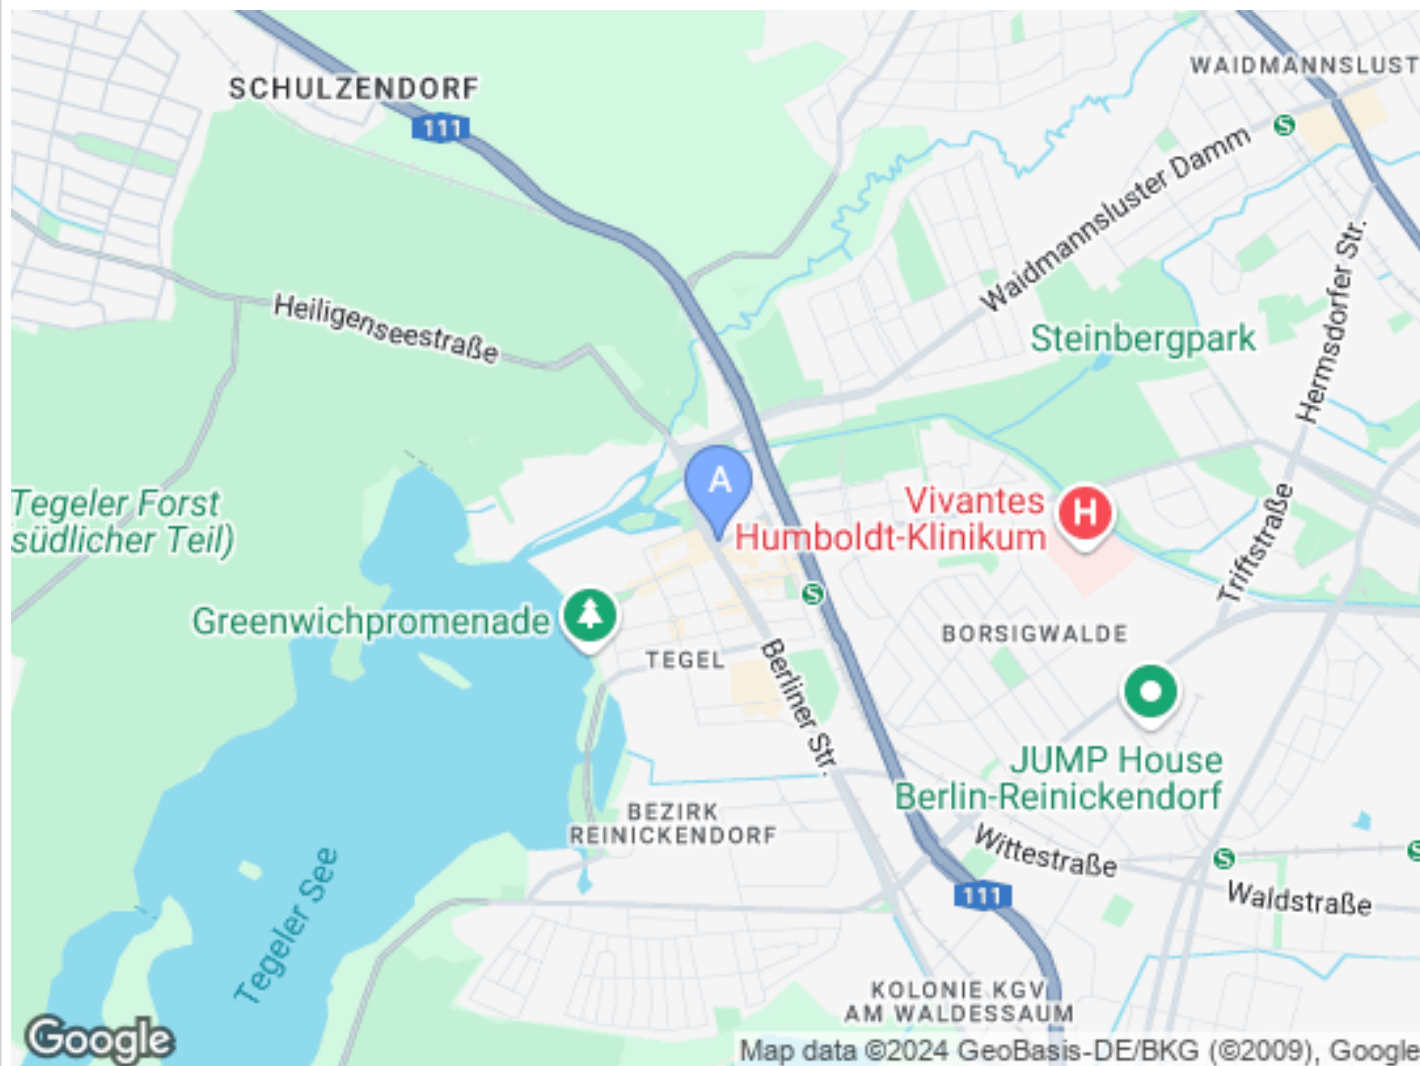 WAIDMANNSLUST
SCHULZENDORF
111
Waidmannsluster Damm
Heiligenseestraße
Hermsdorfer Str.
Steinbergpark
A
Tegeler Forst
südlicher Teil)
Vivantes
Humboldt-Klinikum
H
Triftstraße
S
Greenwichpromenade
S
BORSIGWALDE
TEGEL
Berliner Str.
JUMP House
Berlin-Reinickendorf
BEZIRK
REINICKENDORF
Wittestraße
S
S
111
Waldstraße
Tegeler See
KOLONIE KGV
AM WALDESSAUM
Google
Map data ©2024 GeoBasis-DE/BKG (©2009), Google